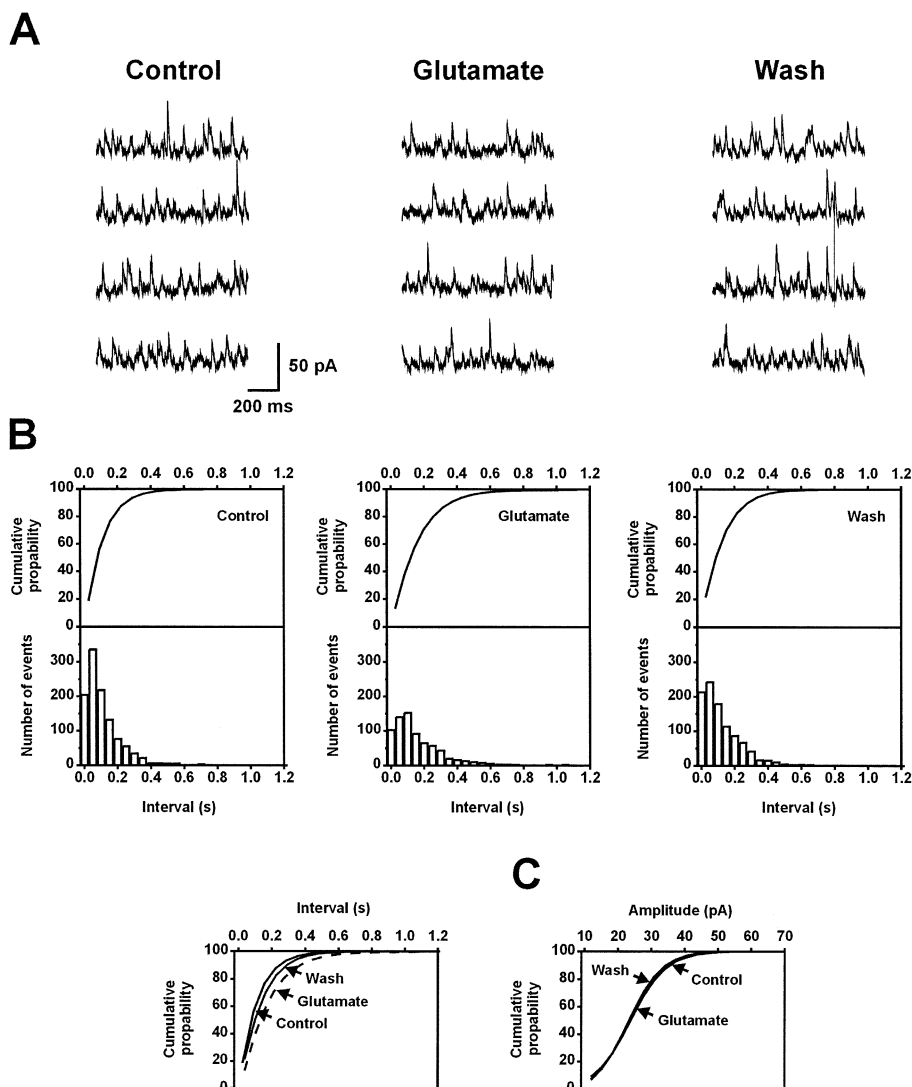 A
Control Glutamate Wash
50 pA
200 ms
B
0.0 0.2 0.4 0.6 0.8 1.0 1.2
0.0 0.2 0.4 0.6 0.8 1.0 1.2
0.0 0.2 0.4 0.6 0.8 1.0 1.2
Cumulative
propability
100
80
60
40
20
0
Control
Cumulative
propability
100
80
60
40
20
0
Glutamate
Cumulative
propability
100
80
60
40
20
0
Wash
Number of events
300
200
100
0
Number of events
300
200
100
0
Number of events
300
200
100
0
0.0 0.2 0.4 0.6 0.8 1.0 1.2
0.0 0.2 0.4 0.6 0.8 1.0 1.2
0.0 0.2 0.4 0.6 0.8 1.0 1.2
Interval (s)
Interval (s)
Interval (s)
Interval (s)
0.0 0.2 0.4 0.6 0.8 1.0 1.2
Cumulative
propability
100
80
60
40
20
0
Wash
Glutamate
Control
C
Amplitude (pA)
10 20 30 40 50 60 70
Cumulative
propability
100
80
60
40
20
0
Wash
Control
Glutamate